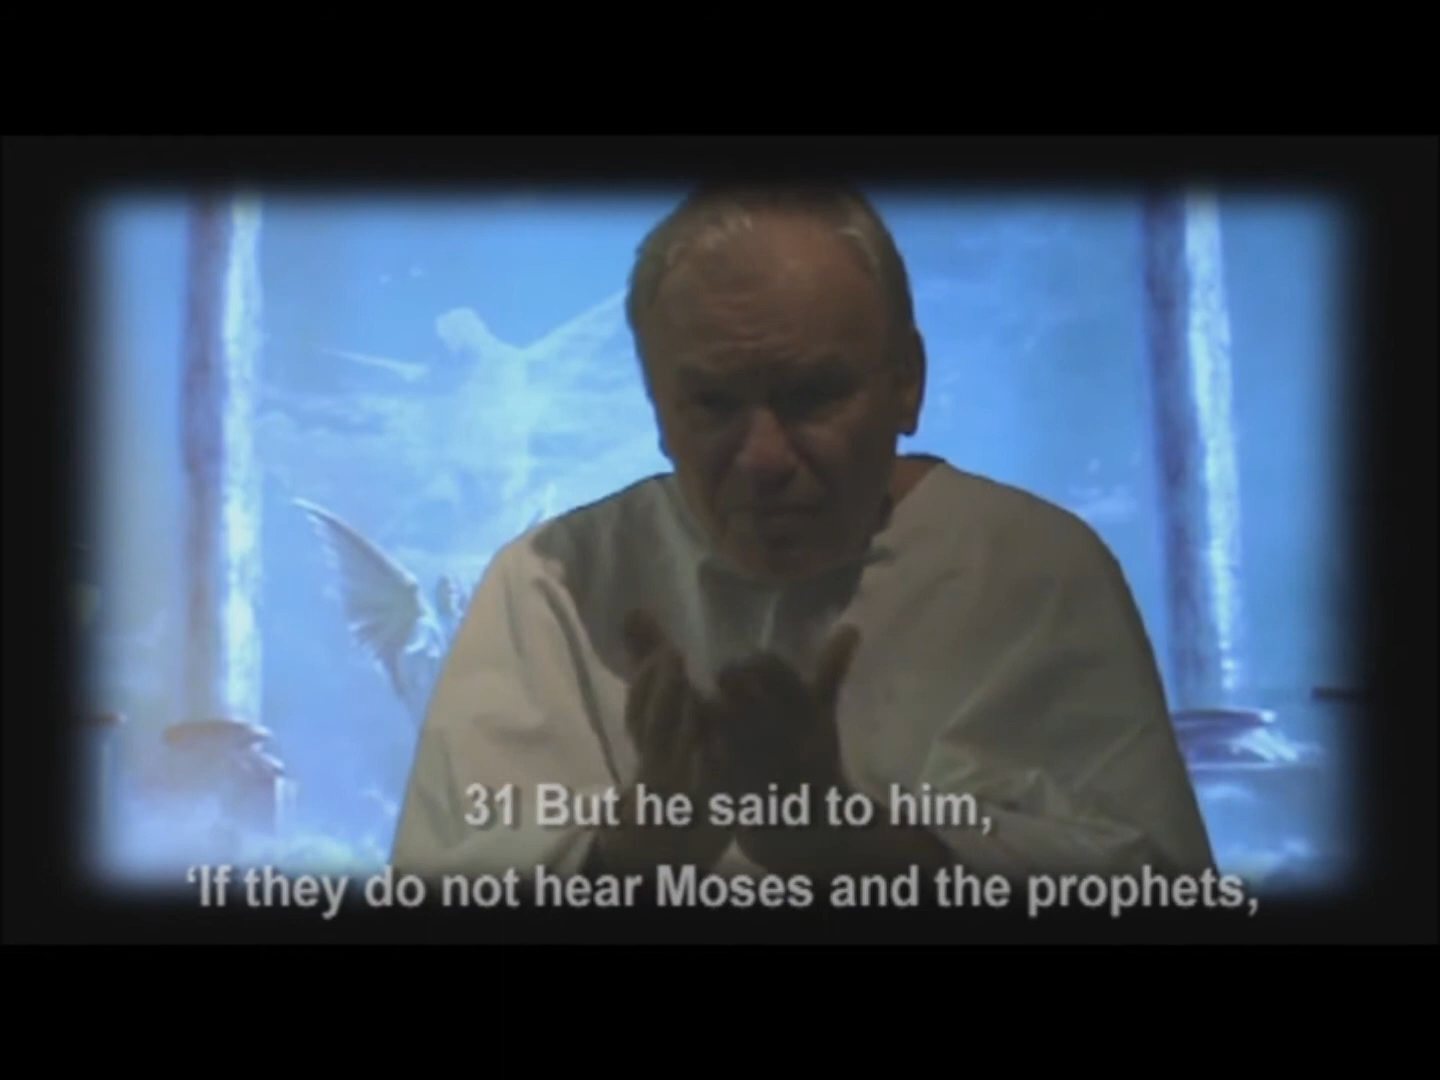 31 But he said to him,
‘If they do not hear Moses and the prophets,